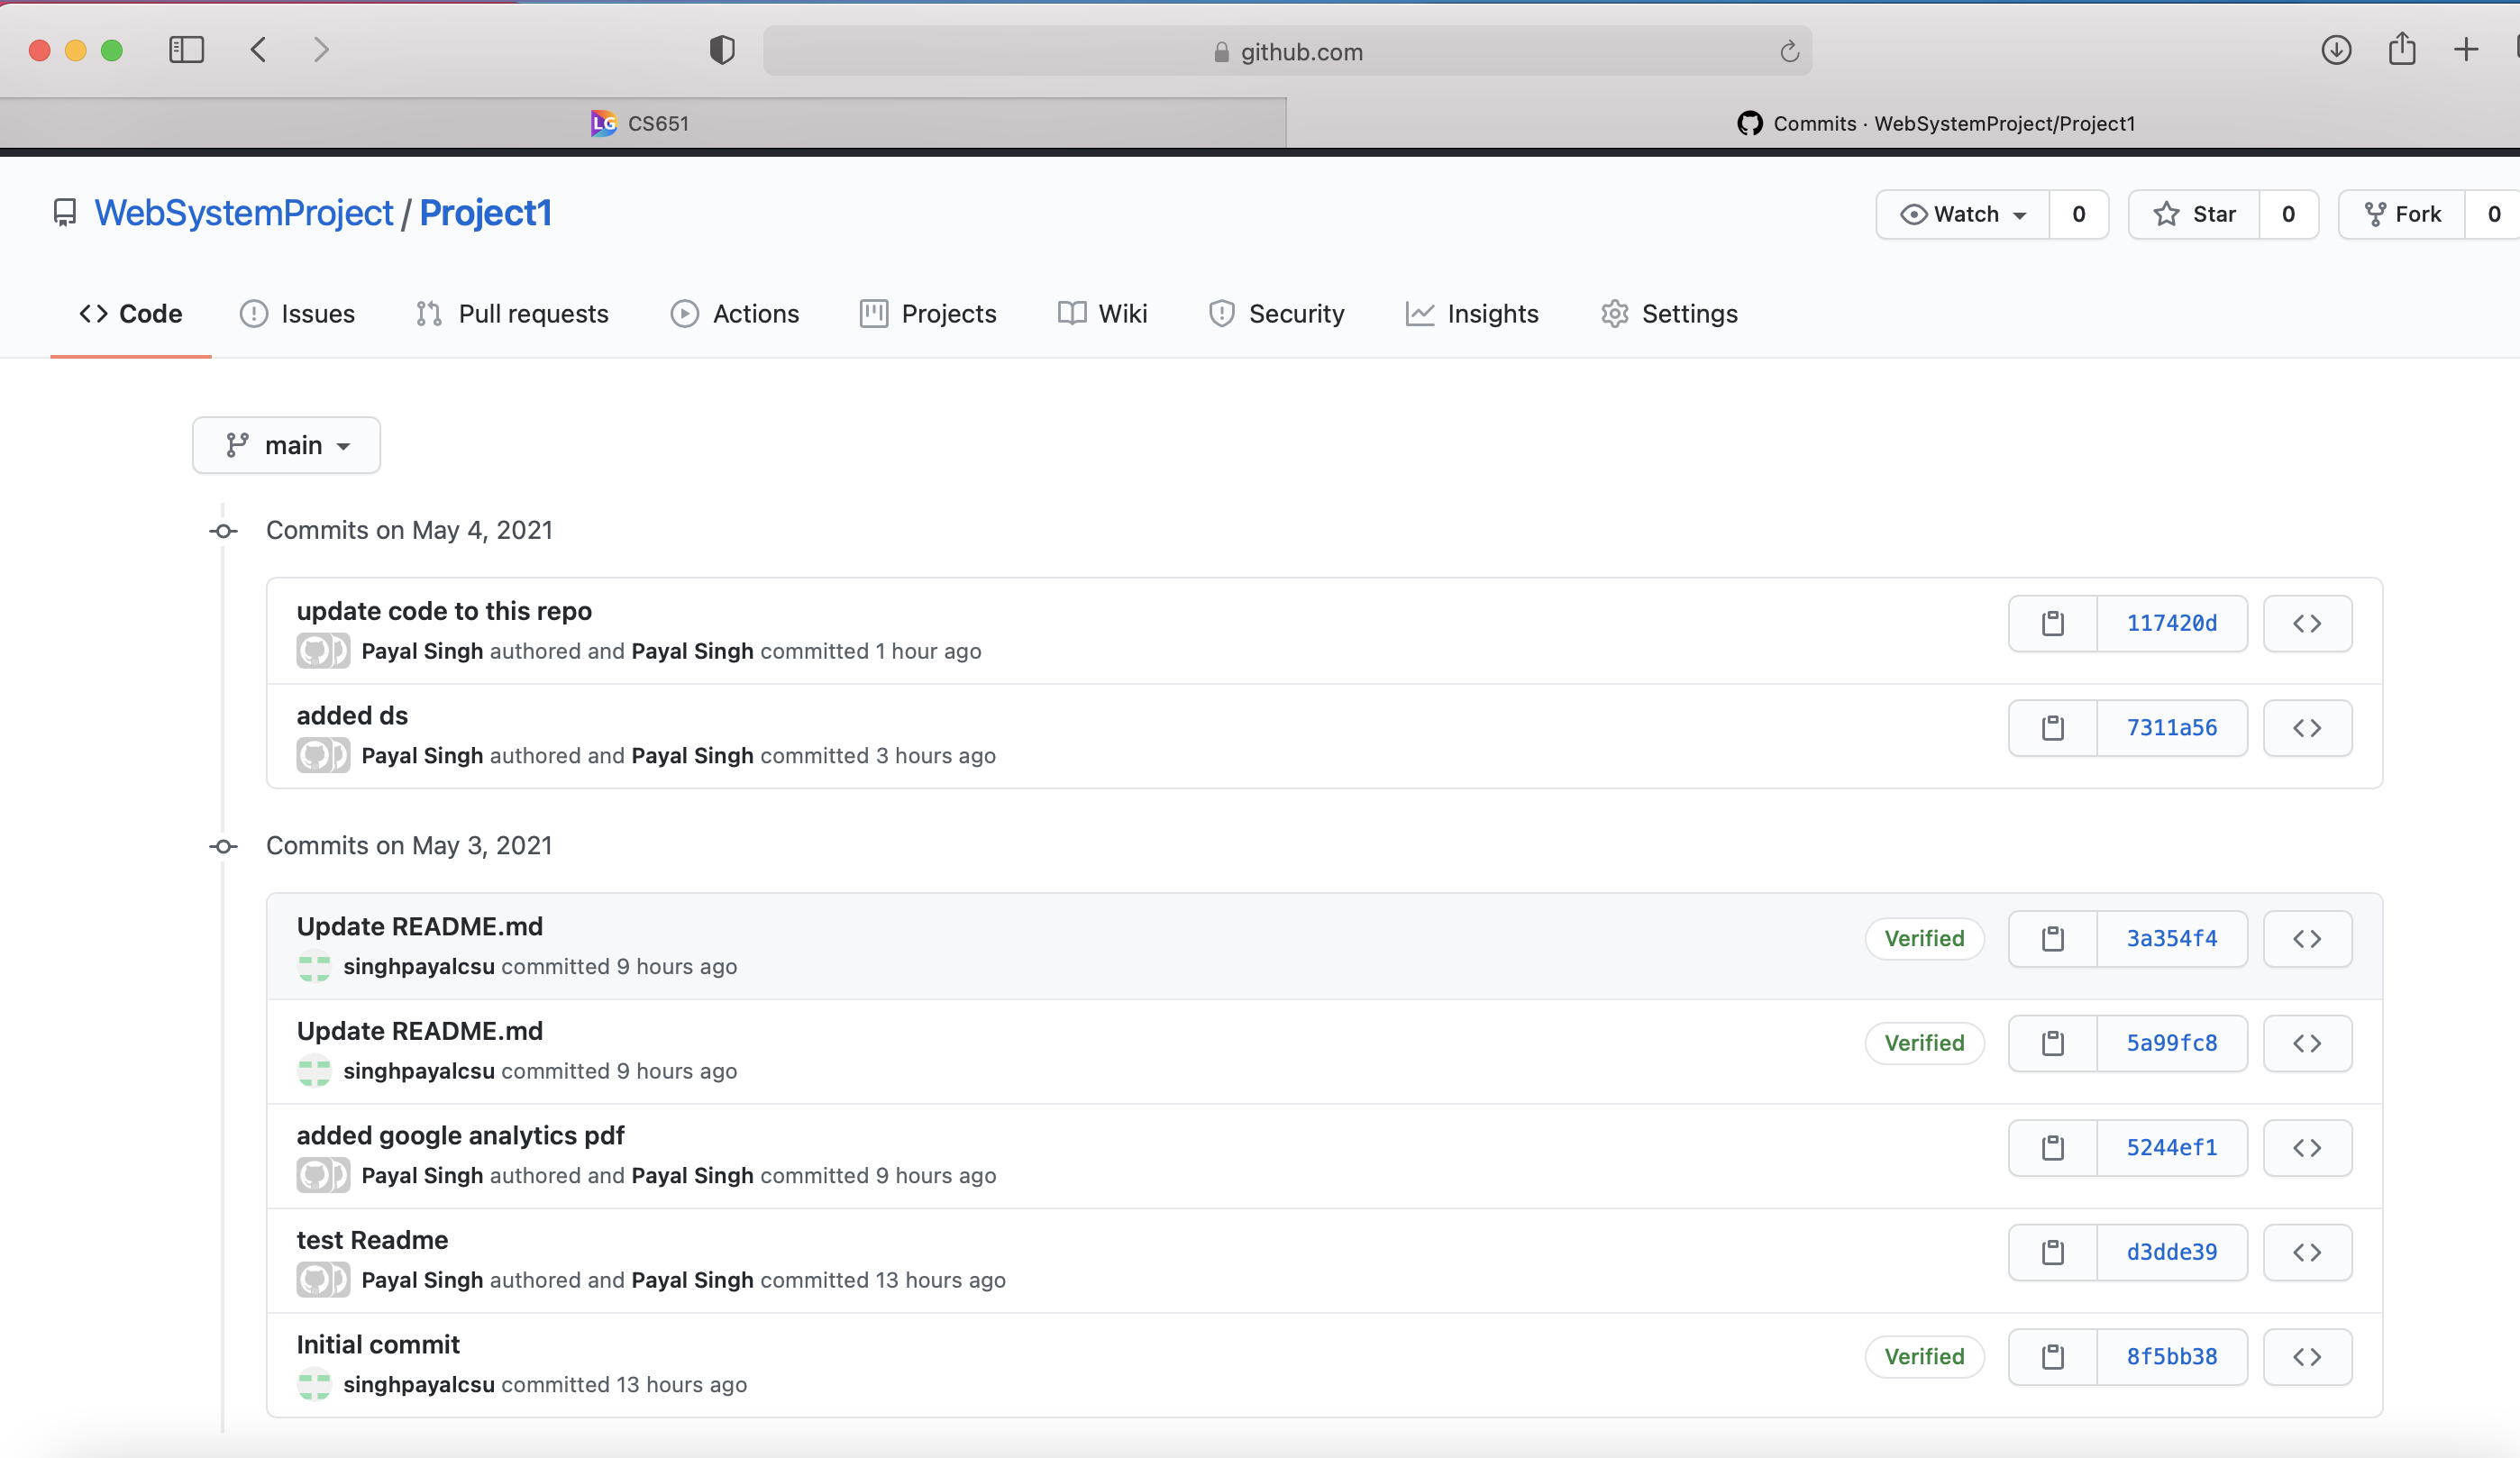 github.com
LG CS651
Commits · WebSystemProject/Project1
WebSystemProject / Project1
Watch 0 Star 0 Fork 0
Code Issues Pull requests Actions Projects Wiki Security Insights Settings
main
Commits on May 4, 2021
update code to this repo
117420d
Payal Singh authored and Payal Singh committed 1 hour ago
added ds
7311a56
Payal Singh authored and Payal Singh committed 3 hours ago
Commits on May 3, 2021
Update README.md
Verified 3a354f4
singhpayalcsu committed 9 hours ago
Update README.md
Verified 5a99fc8
singhpayalcsu committed 9 hours ago
added google analytics pdf
5244ef1
Payal Singh authored and Payal Singh committed 9 hours ago
test Readme
d3dde39
Payal Singh authored and Payal Singh committed 13 hours ago
Initial commit
Verified 8f5bb38
singhpayalcsu committed 13 hours ago